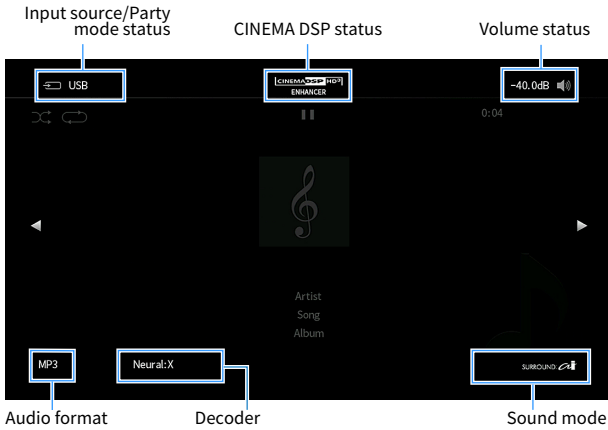 Input source/Party
mode status
CINEMA DSP status
Volume status
USB
CINEMA DSP HD³
ENHANCER
-40.0dB
0:04
Artist
Song
Album
MP3
Neural:X
SURROUND: AI
Audio format
Decoder
Sound mode